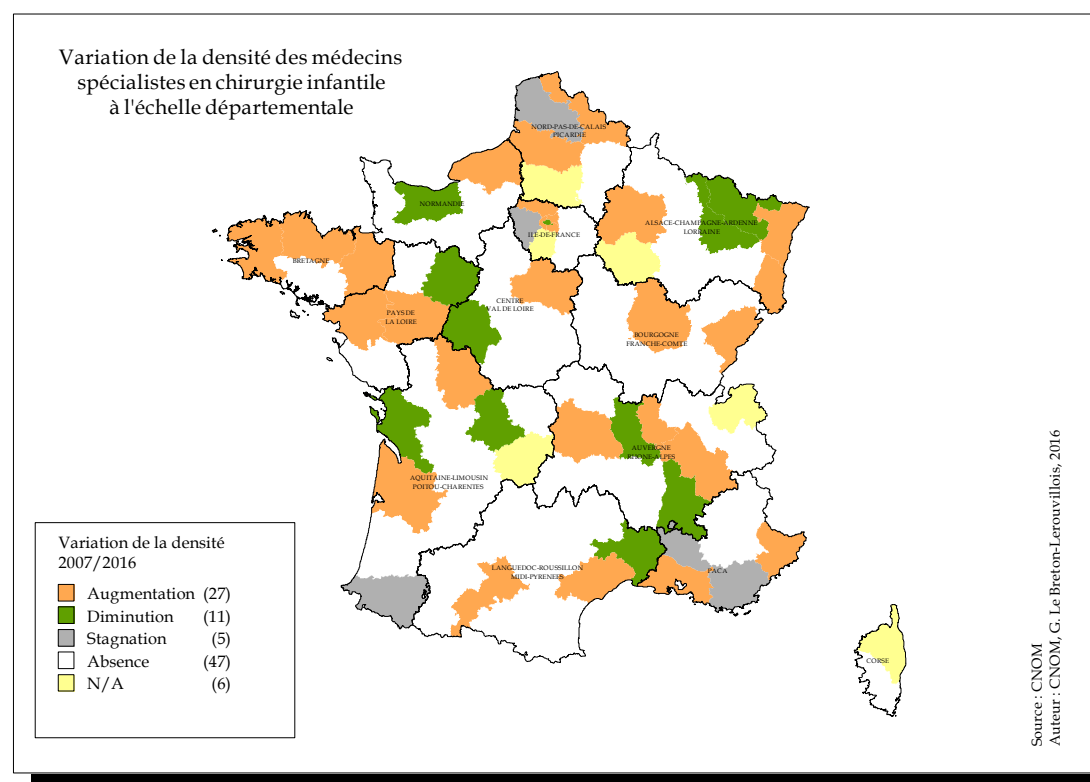 Variation de la densité des médecins
spécialistes en chirurgie infantile
à l'échelle départementale
NORD-PAS-DE-CALAIS
PICARDIE
NORMANDIE
ILE-DE-FRANCE
ALSACE-CHAMPAGNE-ARDENNE
LORRAINE
BRETAGNE
PAYS DE
LA LOIRE
CENTRE
VAL DE LOIRE
BOURGOGNE
FRANCHE-COMTE
AUVERGNE
RHONE-ALPES
AQUITAINE-LIMOUSIN
POITOU-CHARENTES
LANGUEDOC-ROUSSILLON
MIDI-PYRENEES
PACA
CORSE
Variation de la densité
2007/2016
Augmentation (27)
Diminution (11)
Stagnation (5)
Absence (47)
N/A (6)
Source : CNOM
Auteur : CNOM, G. Le Breton-Lerouvillois, 2016